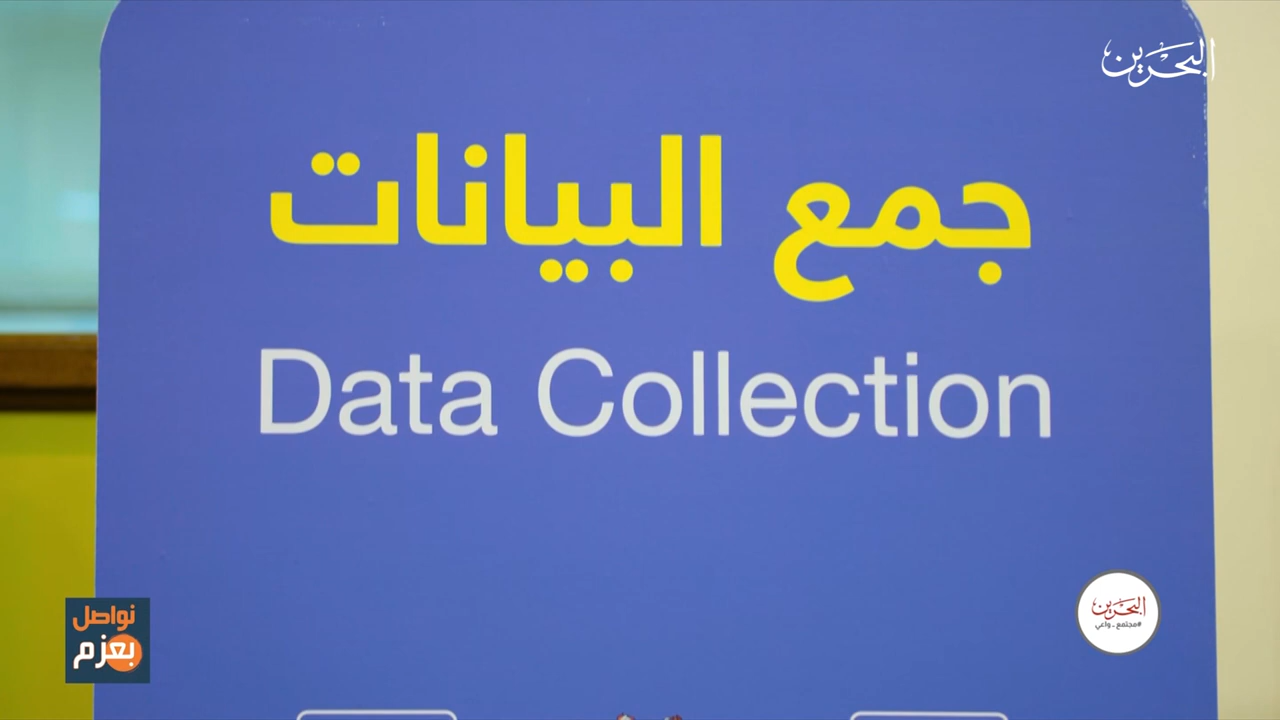 البحرين
جمع البيانات
Data Collection
البحرين
#مجتمع_واعي
نواصل
بعزم